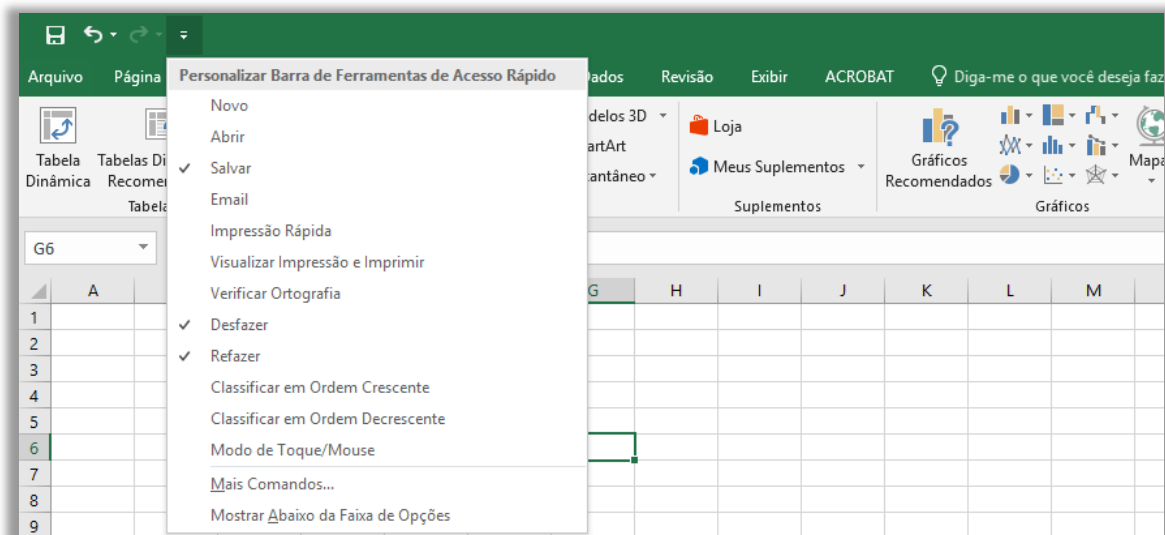 Personalizar Barra de Ferramentas de Acesso Rápido
Novo
Abrir
Salvar
Email
Impressão Rápida
Visualizar Impressão e Imprimir
Verificar Ortografia
Desfazer
Refazer
Classificar em Ordem Crescente
Classificar em Ordem Decrescente
Modo de Toque/Mouse
Mais Comandos...
Mostrar Abaixo da Faixa de Opções
Arquivo Página Dados Revisão Exibir ACROBAT Diga-me o que você deseja faz
Tabela Dinâmica
Tabelas Di
Recomen
Tabela
delos 3D
artArt
antâneo
Loja
Meus Suplementos
Suplementos
Gráficos
Recomendados
Mapa
Gráficos
G6
A G H I J K L M
1
2
3
4
5
6
7
8
9